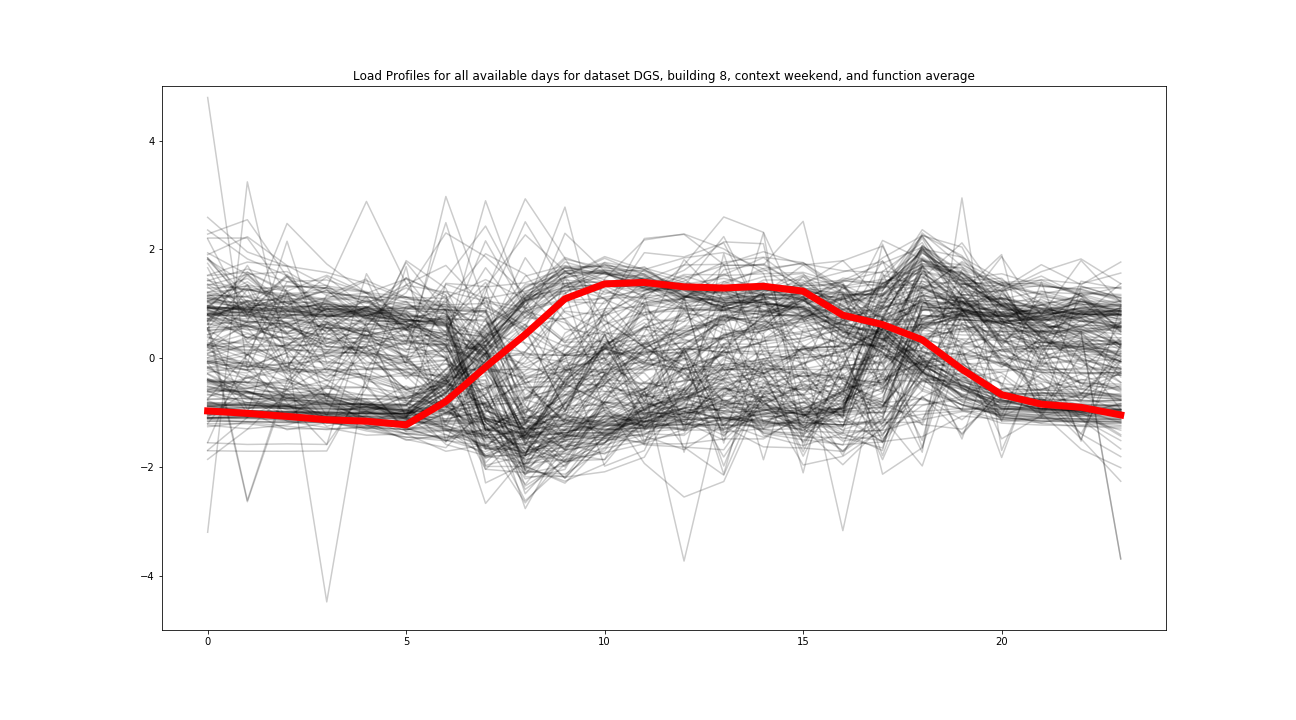 Load Profiles for all available days for dataset DGS, building 8, context weekend, and function average
4
2
0
−2
−4
0 5 10 15 20